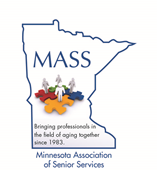 MASS
Bringing professionals in
the field of aging together
since 1983.
Minnesota Association
of Senior Services